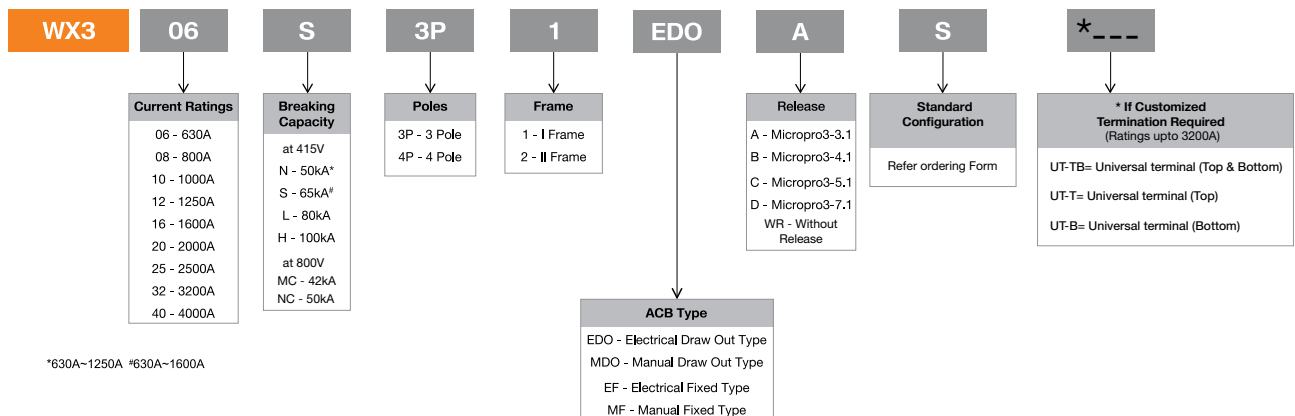 WX3 06 S 3P 1 EDO A S *___
Current Ratings
06 - 630A
08 - 800A
10 - 1000A
12 - 1250A
16 - 1600A
20 - 2000A
25 - 2500A
32 - 3200A
40 - 4000A
Breaking
Capacity
at 415V
N - 50kA*
S - 65kA#
L - 80kA
H - 100kA
at 800V
MC - 42kA
NC - 50kA
Poles
3P - 3 Pole
4P - 4 Pole
Frame
1 - I Frame
2 - II Frame
Release
A - Micropro3-3.1
B - Micropro3-4.1
C - Micropro3-5.1
D - Micropro3-7.1
WR - Without
Release
Standard
Configuration
Refer ordering Form
* If Customized
Termination Required
(Ratings upto 3200A)
UT-TB= Universal terminal (Top & Bottom)
UT-T= Universal terminal (Top)
UT-B= Universal terminal (Bottom)
ACB Type
EDO - Electrical Draw Out Type
MDO - Manual Draw Out Type
EF - Electrical Fixed Type
MF - Manual Fixed Type
*630A~1250A #630A~1600A